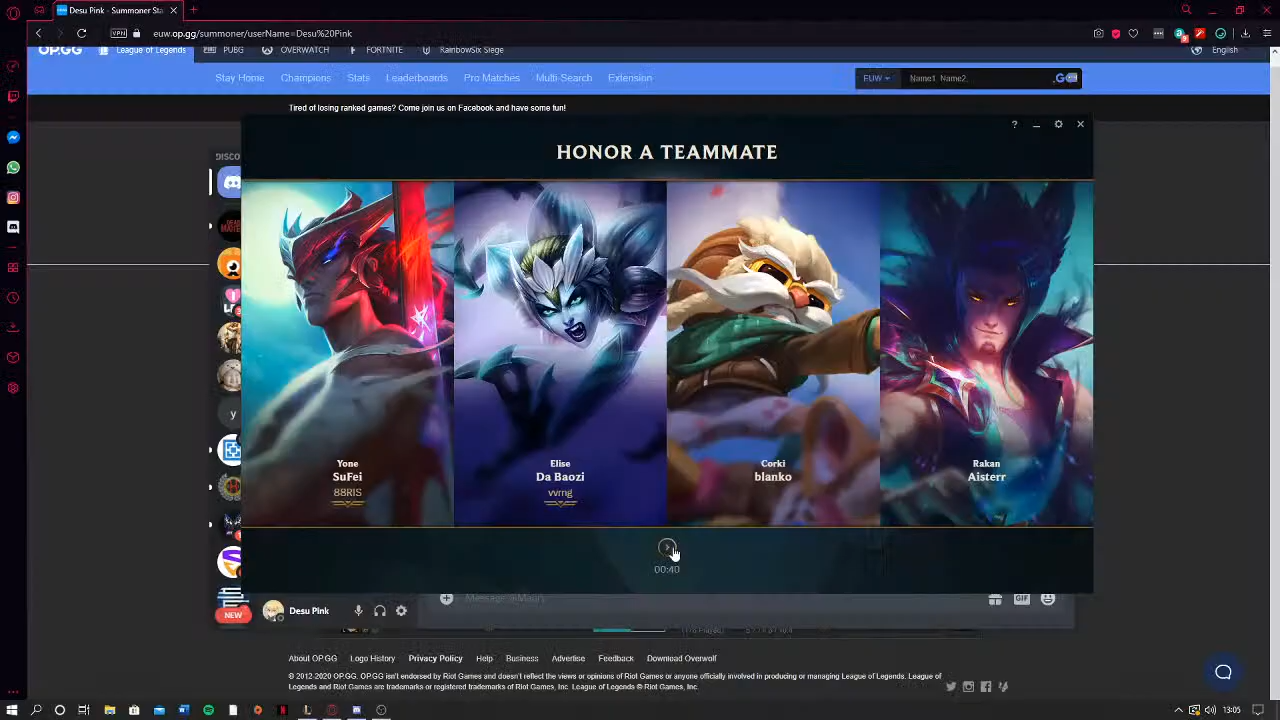 Desu Pink - Summoner Sta
VPN
euw.op.gg/summoner/userName=Desu%20Pink
OP.GG
League of Legends
PUBG
OVERWATCH
FORTNITE
RainbowSix Siege
English
Stay Home
Champions
Stats
Leaderboards
Pro Matches
Multi-Search
Extension
EUW
Name1, Name2,
.GG
Tired of losing ranked games? Come join us on Facebook and have some fun!
?
HONOR A TEAMMATE
Yone
SuFei
88RIS
Elise
Da Baozi
vvrng
Corki
blanko
Rakan
Aisterr
00:40
y
NEW
Desu Pink
GIF
About OP.GG
Logo History
Privacy Policy
Help
Business
Advertise
Feedback
Download Overwolf
© 2012-2020 OP.GG. OP.GG isn't endorsed by Riot Games and doesn't reflect the views or opinions of Riot Games or anyone officially involved in producing or managing League of Legends. League of
Legends and Riot Games are trademarks or registered trademarks of Riot Games, Inc. League of Legends © Riot Games, Inc.
13:05